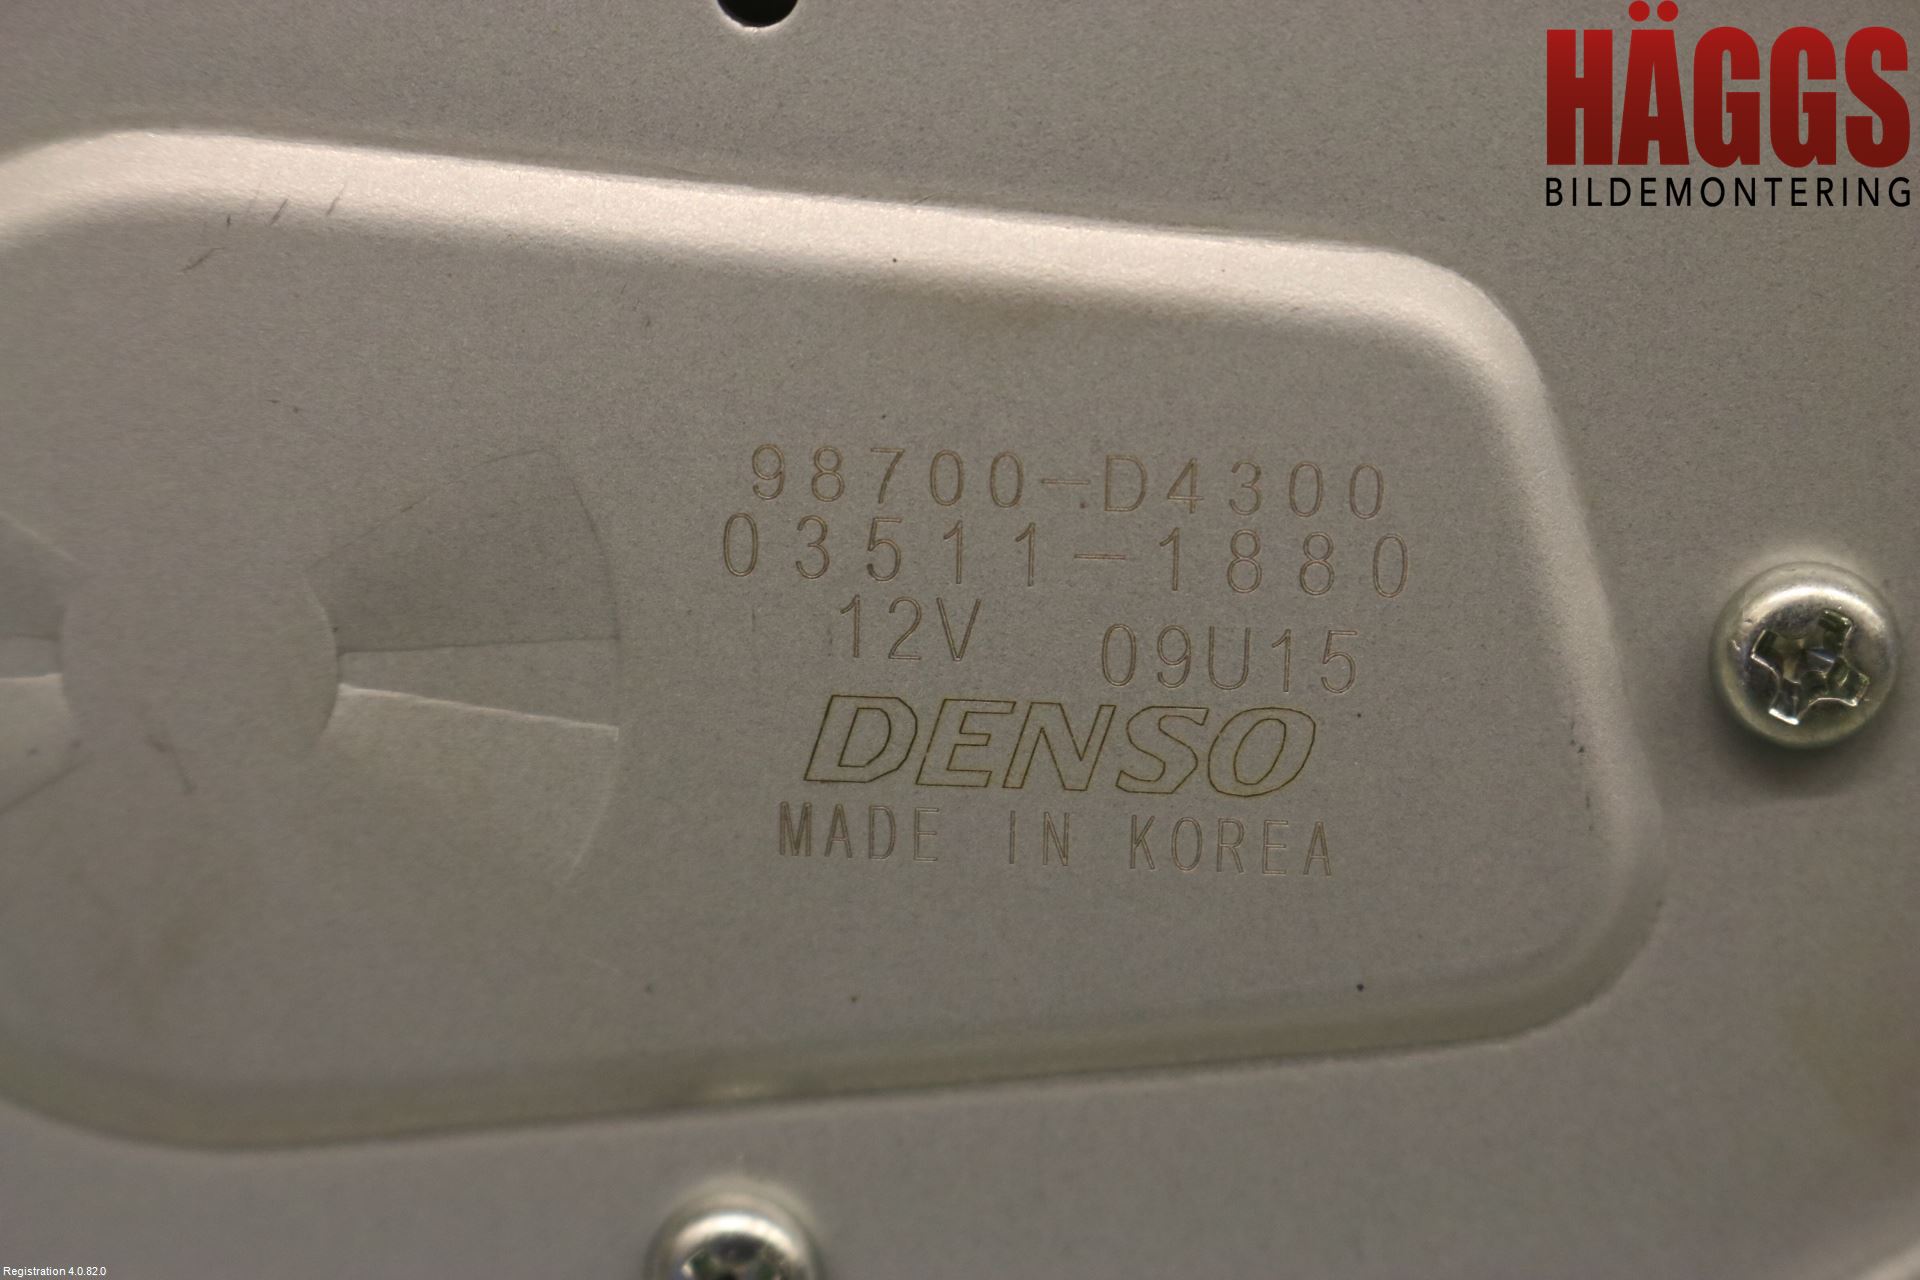 HÄGGS
BILDEMONTERING
98700-D4300
03511-1880
12V 09U15
DENSO
MADE IN KOREA
Registration 4.0.82.0